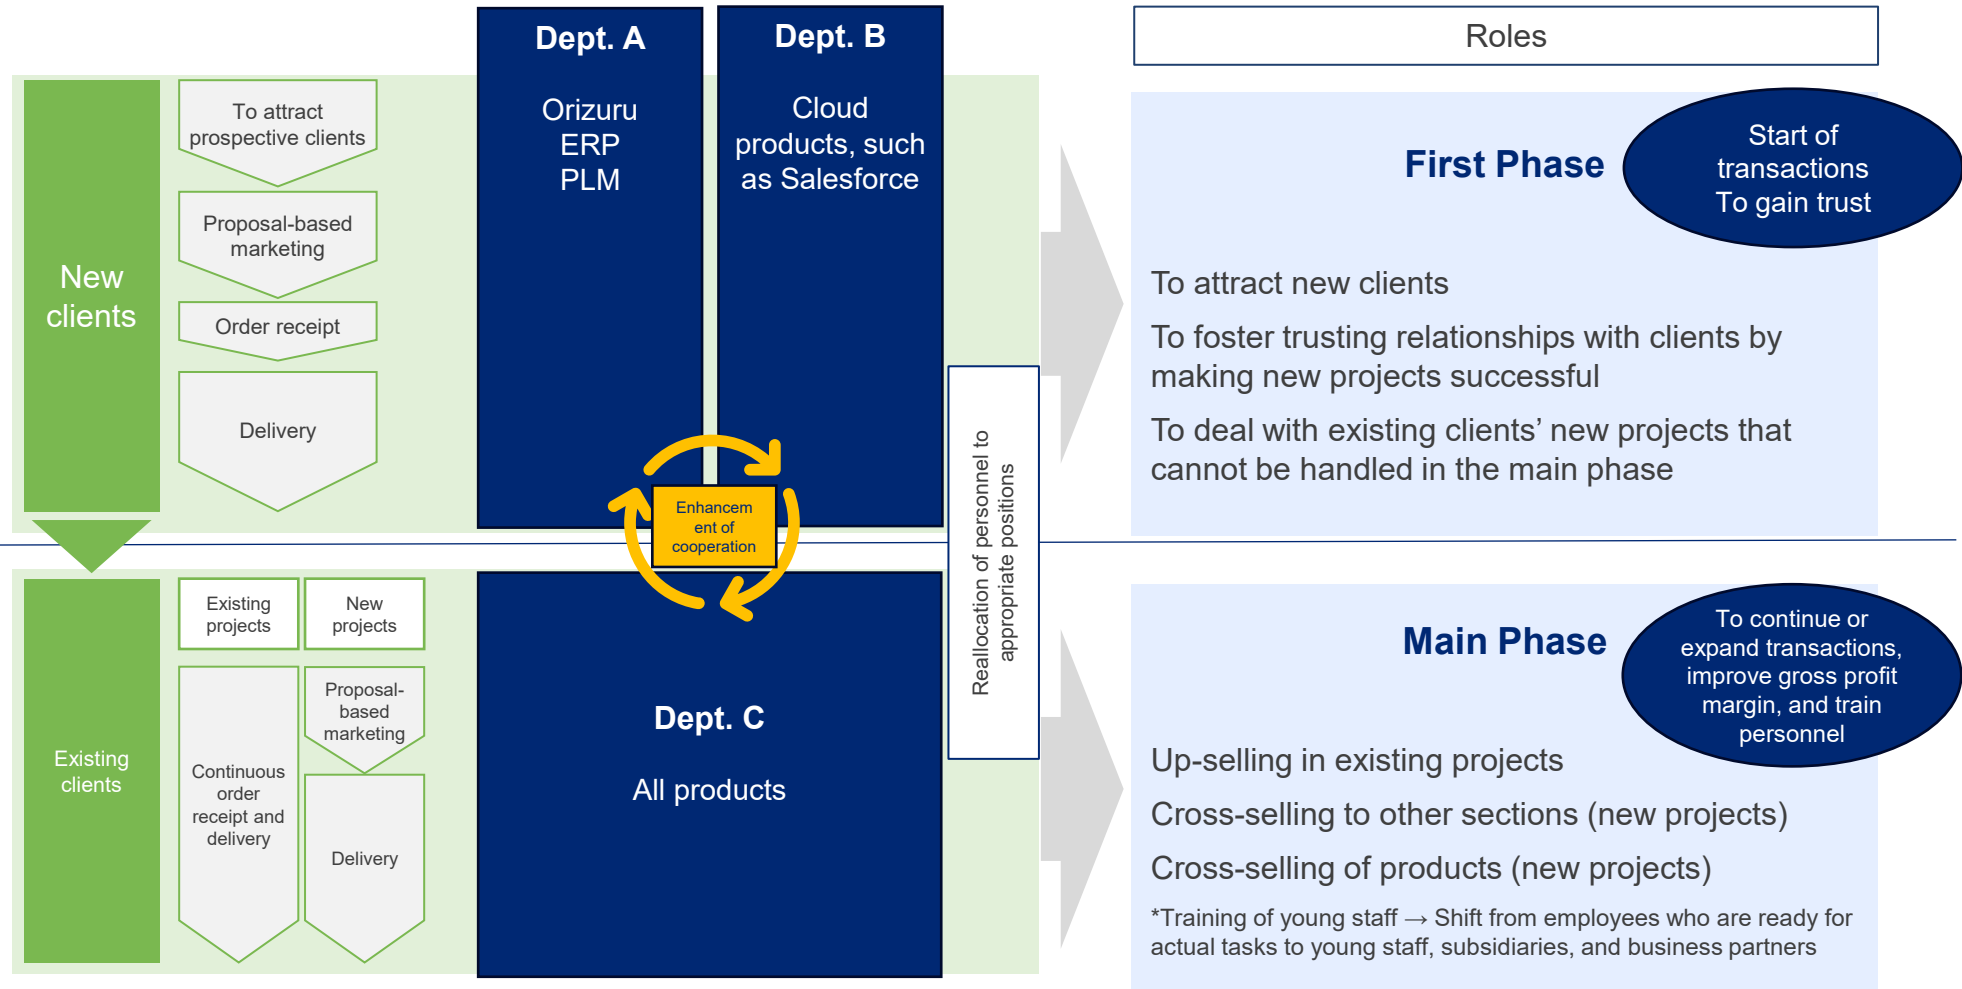 Dept. A
Orizuru
ERP
PLM
Dept. B
Cloud
products, such
as Salesforce
Roles
New
clients
To attract
prospective clients
Proposal-based
marketing
Order receipt
Delivery
First Phase
Start of
transactions
To gain trust
To attract new clients
To foster trusting relationships with clients by
making new projects successful
To deal with existing clients’ new projects that
cannot be handled in the main phase
Enhancem
ent of
cooperation
Reallocation of personnel to
appropriate positions
Existing
clients
Existing
projects
New
projects
Continuous
order
receipt and
delivery
Proposal-
based
marketing
Delivery
Dept. C
All products
Main Phase
To continue or
expand transactions,
improve gross profit
margin, and train
personnel
Up-selling in existing projects
Cross-selling to other sections (new projects)
Cross-selling of products (new projects)
*Training of young staff → Shift from employees who are ready for
actual tasks to young staff, subsidiaries, and business partners